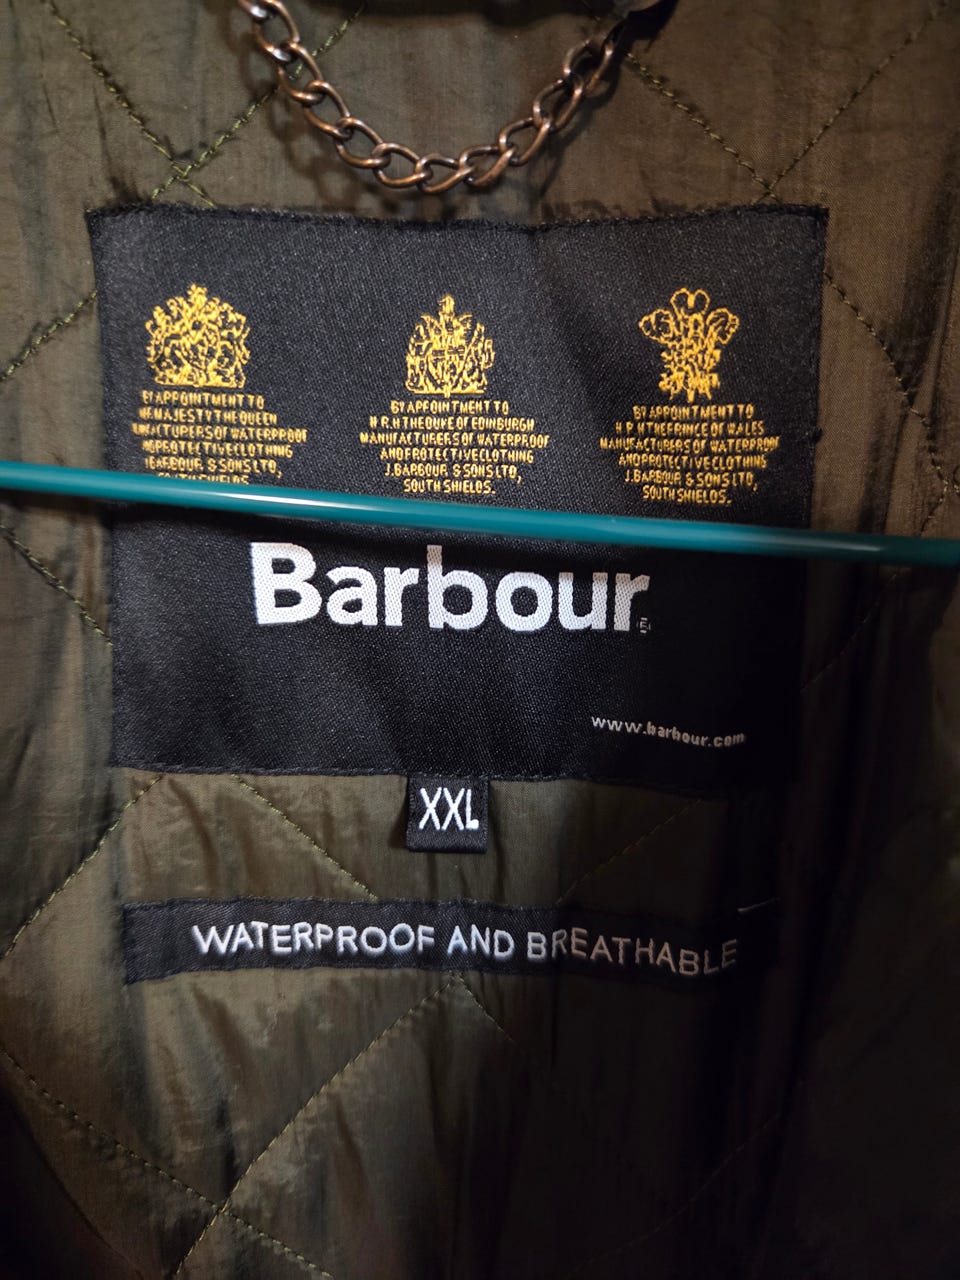 BY APPOINTMENT TO
HER MAJESTY THE QUEEN
MANUFACTURERS OF WATERPROOF
AND PROTECTIVE CLOTHING
J. BARBOUR & SONS LTD,
SOUTH SHIELDS.
BY APPOINTMENT TO
H.R.H THE DUKE OF EDINBURGH
MANUFACTURERS OF WATERPROOF
AND PROTECTIVE CLOTHING
J. BARBOUR & SONS LTD,
SOUTH SHIELDS.
BY APPOINTMENT TO
H.R.H THE PRINCE OF WALES
MANUFACTURERS OF WATERPROOF
AND PROTECTIVE CLOTHING
J. BARBOUR & SONS LTD,
SOUTH SHIELDS.
Barbour
www.barbour.com
XXL
WATERPROOF AND BREATHABLE